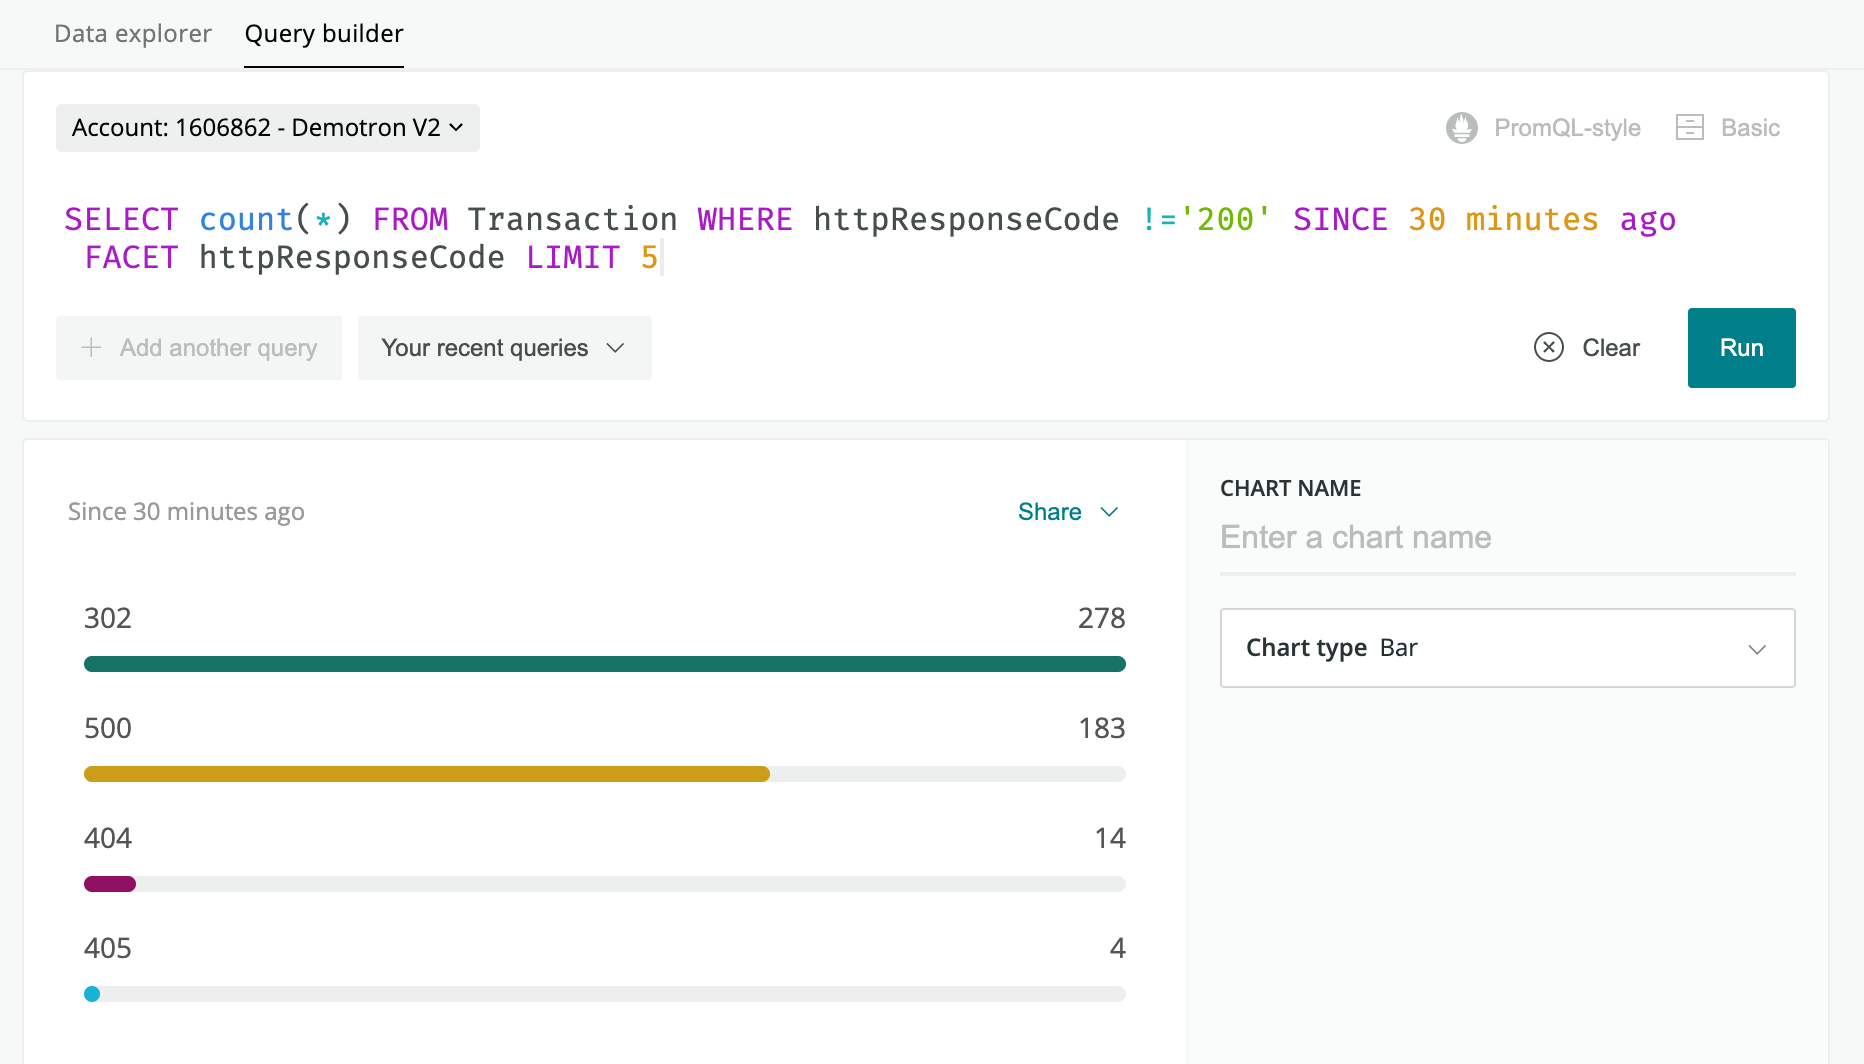 Data explorer Query builder
Account: 1606862 - Demotron V2 PromQL-style Basic
SELECT count(*) FROM Transaction WHERE httpResponseCode !='200' SINCE 30 minutes ago
FACET httpResponseCode LIMIT 5
Add another query Your recent queries Clear Run
Since 30 minutes ago Share
302 278
500 183
404 14
405 4
CHART NAME
Enter a chart name
Chart type Bar